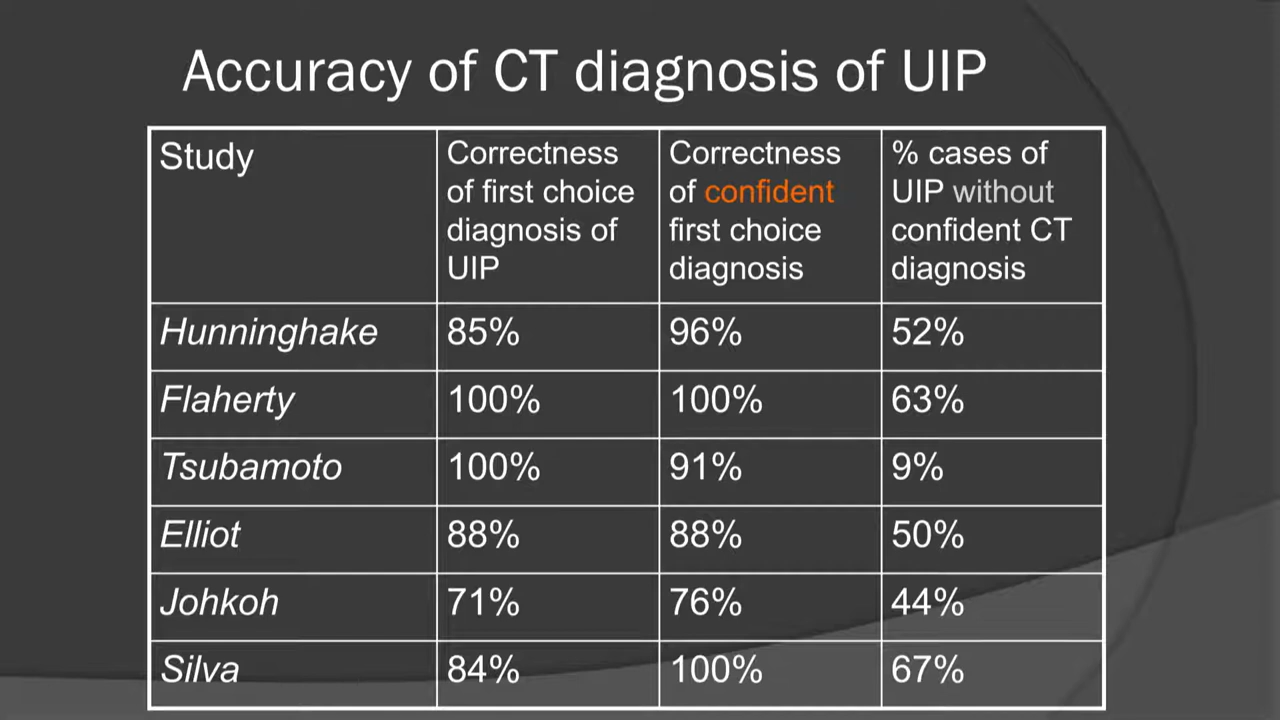 Accuracy of CT diagnosis of UIP
Study
Correctness
of first choice
diagnosis of
UIP
Correctness
of confident
first choice
diagnosis
% cases of
UIP without
confident CT
diagnosis
Hunninghake 85% 96% 52%
Flaherty 100% 100% 63%
Tsubamoto 100% 91% 9%
Elliot 88% 88% 50%
Johkoh 71% 76% 44%
Silva 84% 100% 67%